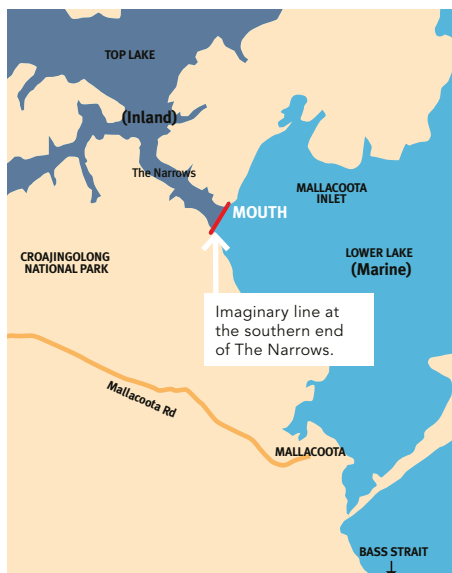 TOP LAKE
(Inland)
The Narrows
MALLACOOTA
INLET
MOUTH
LOWER LAKE
(Marine)
CROAJINGOLONG
NATIONAL PARK
Imaginary line at
the southern end
of The Narrows.
Mallacoota Rd
MALLACOOTA
BASS STRAIT